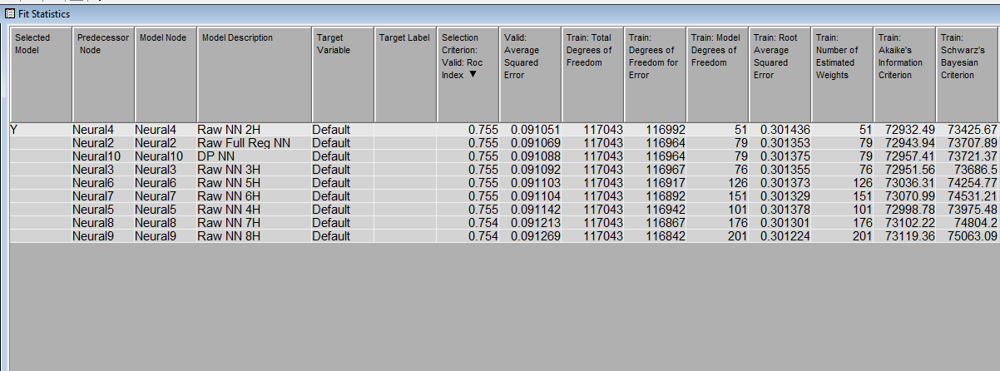 Fit Statistics
Selected Model Predecessor Node Model Node Model Description Target Variable Target Label Selection Criterion: Valid: Roc Index ▼ Valid: Average Squared Error Train: Total Degrees of Freedom Train: Degrees of Freedom for Error Train: Model Degrees of Freedom Train: Root Average Squared Error Train: Number of Estimated Weights Train: Akaike's Information Criterion Train: Schwarz's Bayesian Criterion
Y Neural4 Neural4 Raw NN 2H Default 0.755 0.091051 117043 116992 51 0.301436 51 72932.49 73425.67
Neural2 Neural2 Raw Full Reg NN Default 0.755 0.091069 117043 116964 79 0.301353 79 72943.94 73707.89
Neural10 Neural10 DP NN Default 0.755 0.091088 117043 116964 79 0.301375 79 72957.41 73721.37
Neural3 Neural3 Raw NN 3H Default 0.755 0.091092 117043 116967 76 0.301355 76 72951.56 73686.5
Neural6 Neural6 Raw NN 5H Default 0.755 0.091103 117043 116917 126 0.301373 126 73036.31 74254.77
Neural7 Neural7 Raw NN 6H Default 0.755 0.091104 117043 116892 151 0.301329 151 73070.99 74531.21
Neural5 Neural5 Raw NN 4H Default 0.755 0.091142 117043 116942 101 0.301378 101 72998.78 73975.48
Neural8 Neural8 Raw NN 7H Default 0.754 0.091213 117043 116867 176 0.301301 176 73102.22 74804.2
Neural9 Neural9 Raw NN 8H Default 0.754 0.091269 117043 116842 201 0.301224 201 73119.36 75063.09